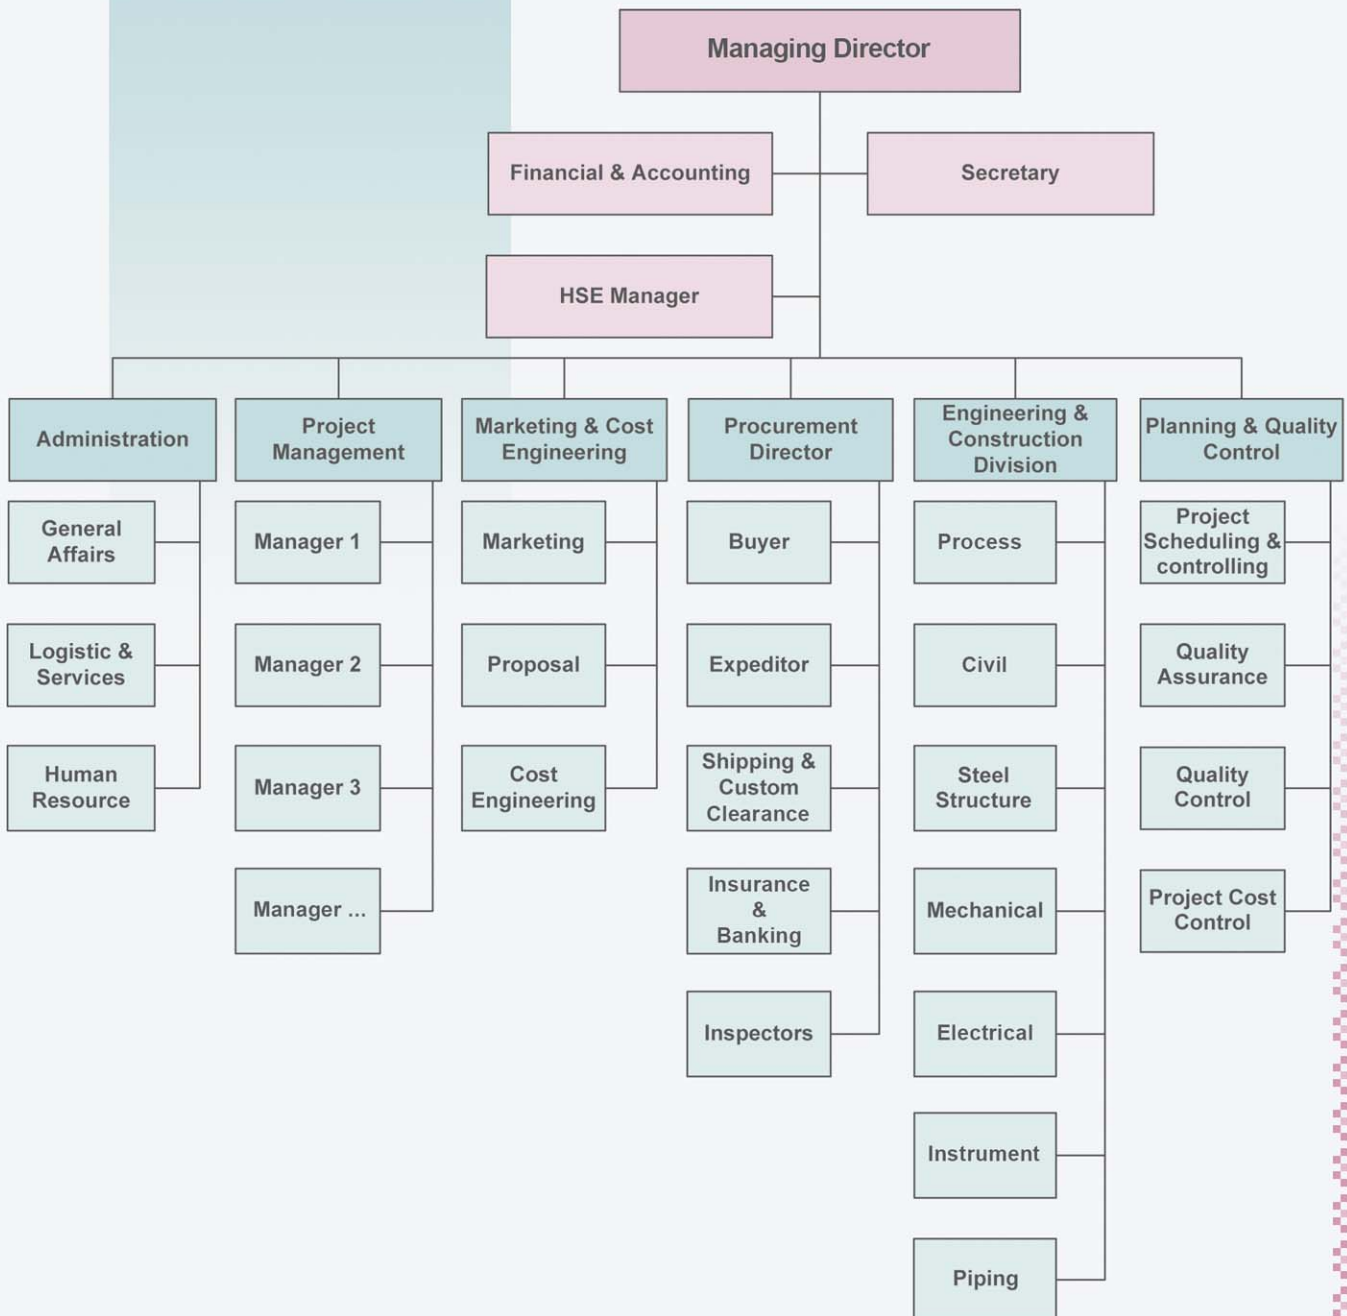 Managing Director
Financial & Accounting
Secretary
HSE Manager
Administration
Project
Management
Marketing & Cost
Engineering
Procurement
Director
Engineering &
Construction
Division
Planning & Quality
Control
General
Affairs
Logistic &
Services
Human
Resource
Manager 1
Manager 2
Manager 3
Manager ...
Marketing
Proposal
Cost
Engineering
Buyer
Expeditor
Shipping &
Custom
Clearance
Insurance
&
Banking
Inspectors
Process
Civil
Steel
Structure
Mechanical
Electrical
Instrument
Piping
Project
Scheduling &
controlling
Quality
Assurance
Quality
Control
Project Cost
Control